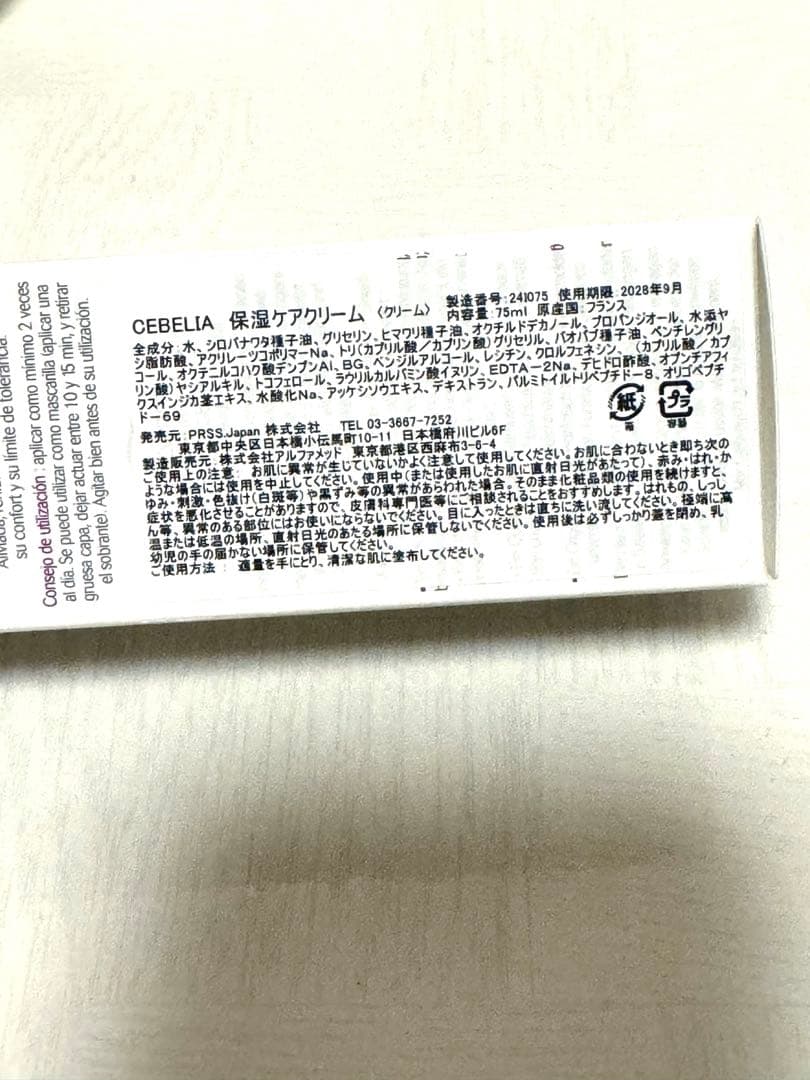 su confort y su límite de tolerancia.
Consejo de utilización : aplicar como mínimo 2 veces
al día. Se puede utilizar como mascarilla (aplicar una
gruesa capa, dejar actuar entre 10 y 15 min, y retirar
el sobrante). Agitar bien antes de su utilización.
CEBELIA 保湿ケアクリーム 〈クリーム〉 製造番号:241075 使用期限:2028年9月
内容量:75ml 原産国:フランス
全成分:水、シロバナワタ種子油、グリセリン、ヒマワリ種子油、オクチルドデカノール、プロパンジオール、水添ヤ
シ脂肪酸、アクリレーツコポリマーNa、トリ(カプリル酸/カプリン酸)グリセリル、バオバブ種子油、ペンチレングリ
コール、オクテニルコハク酸デンプンAl、BG、ベンジルアルコール、レシチン、クロルフェネシン、(カプリル酸/カプ
リン酸)ヤシアルキル、トコフェロール、ラウリルカルバミン酸イヌリン、EDTA-2Na、デヒドロ酢酸、オプンチアフィ
クスインジカ茎エキス、水酸化Na、アッケシソウエキス、デキストラン、パルミトイルトリペプチド-8、オリゴペプチ
ド-69
発売元:PRSS.Japan 株式会社 TEL 03-3667-7252
東京都中央区日本橋小伝馬町10-11 日本橋府川ビル6F
製造販売元:株式会社アルファメッド 東京都港区西麻布3-6-4
ご使用上の注意: お肌に異常が生じていないかよく注意して使用してください。お肌に合わないとき即ち次の
ような場合には使用を中止してください。使用中(または使用したお肌に直射日光があたって)、赤み・はれ・か
ゆみ・刺激・色抜け(白斑等)や黒ずみ等の異常があらわれた場合。そのまま化粧品類の使用を続けますと、
症状を悪化させることがありますので、皮膚科専門医等にご相談されることをおすすめします。はれもの、しっし
ん等、異常のある部位にはお使いにならないでください。目に入ったときは直ちに洗い流してください。極端に高
温または低温の場所、直射日光のあたる場所に保管しないでください。使用後は必ずしっかり蓋を閉め、乳
幼児の手の届かない場所に保管してください。
ご使用方法: 適量を手にとり、清潔な肌に塗布してください。
紙
箱
プラ
容器